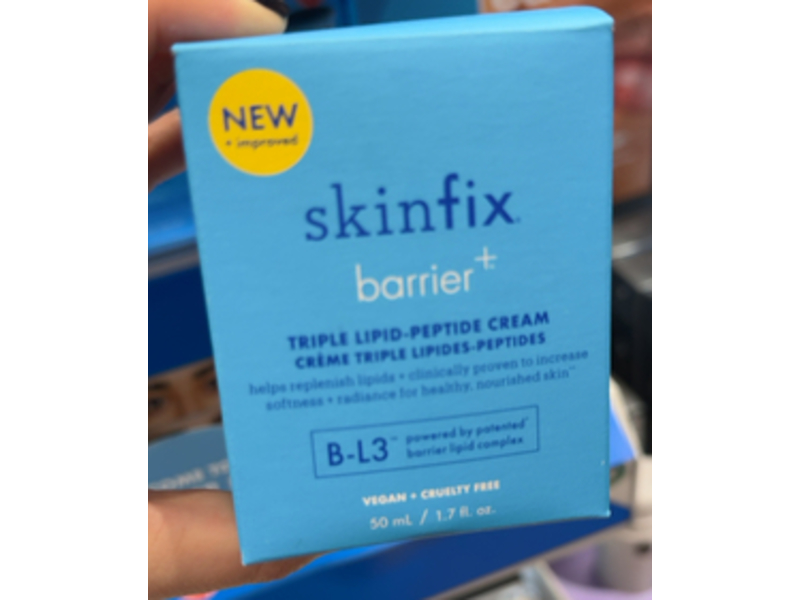 NEW
+ improved
skinfix
barrier+
TRIPLE LIPID-PEPTIDE CREAM
CRÈME TRIPLE LIPIDES-PEPTIDES
helps replenish lipids + clinically proven to increase
softness + radiance for healthy, nourished skin**
B-L3™ powered by patented*
barrier lipid complex
VEGAN + CRUELTY FREE
50 mL / 1.7 fl. oz.